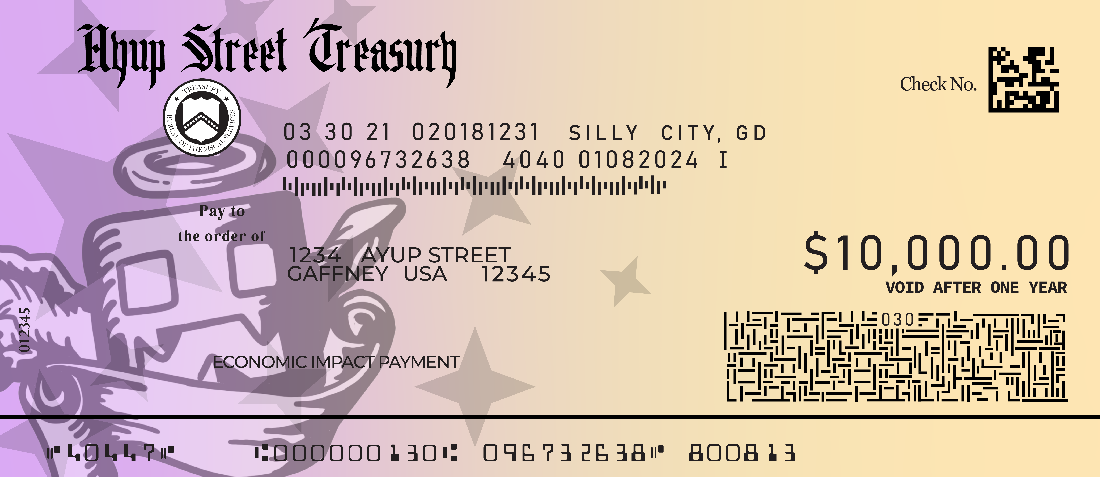 Ayup Street Treasury
Check No.
TREASURY
03 30 21 020181231 SILLY CITY, GD
000096732638 4040 01082024 I
Pay to
the order of
1234 AYUP STREET
GAFFNEY USA 12345
$10,000.00
VOID AFTER ONE YEAR
030
012345
ECONOMIC IMPACT PAYMENT
⑈40447⑈ ⑆000000130⑆ 096732638⑈ 800813